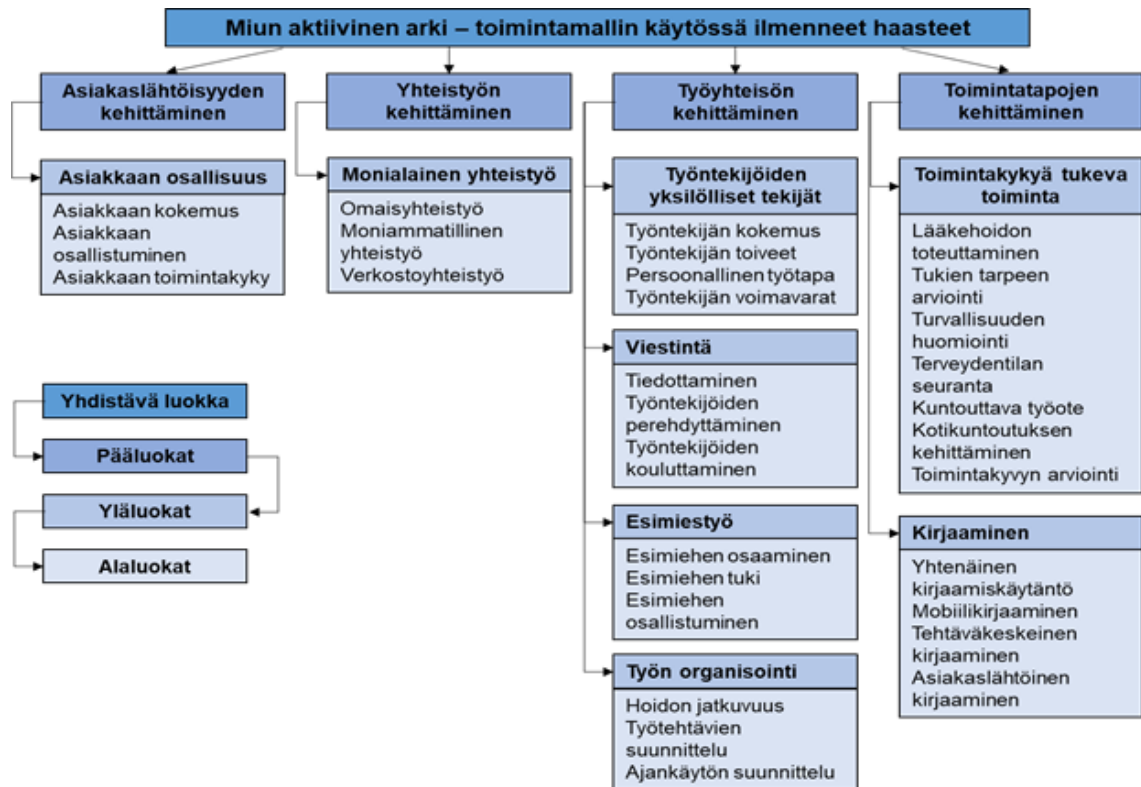 Miun aktiivinen arki – toimintamallin käytössä ilmenneet haasteet
Asiakaslähtöisyyden
kehittäminen
Asiakkaan osallisuus
Asiakkaan kokemus
Asiakkaan
osallistuminen
Asiakkaan toimintakyky
Yhteistyön
kehittäminen
Monialainen yhteistyö
Omaisyhteistyö
Moniammatillinen
yhteistyö
Verkostoyhteistyö
Työyhteisön
kehittäminen
Työntekijöiden
yksilölliset tekijät
Työntekijän kokemus
Työntekijän toiveet
Persoonallinen työtapa
Työntekijän voimavarat
Viestintä
Tiedottaminen
Työntekijöiden
perehdyttäminen
Työntekijöiden
kouluttaminen
Esimiestyö
Esimiehen osaaminen
Esimiehen tuki
Esimiehen
osallistuminen
Työn organisointi
Hoidon jatkuvuus
Työtehtävien
suunnittelu
Ajankäytön suunnittelu
Toimintatapojen
kehittäminen
Toimintakykyä tukeva
toiminta
Lääkehoidon
toteuttaminen
Tukien tarpeen
arviointi
Turvallisuuden
huomiointi
Terveydentilan
seuranta
Kuntouttava työote
Kotikuntoutuksen
kehittäminen
Toimintakyvyn arviointi
Kirjaaminen
Yhtenäinen
kirjaamiskäytäntö
Mobiilikirjaaminen
Tehtäväkeskeinen
kirjaaminen
Asiakaslähtöinen
kirjaaminen
Yhdistävä luokka
Pääluokat
Yläluokat
Alaluokat